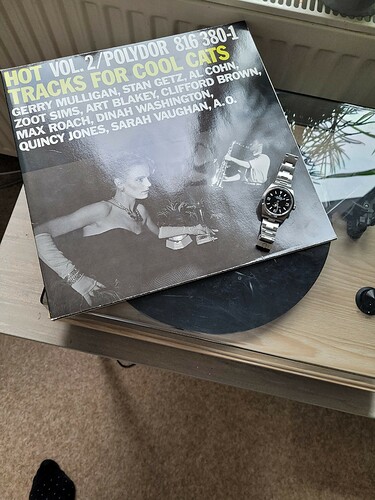 HOT VOL. 2/POLYDOR 816 380-1
TRACKS FOR COOL CATS
GERRY MULLIGAN, STAN GETZ, AL COHN,
ZOOT SIMS, ART BLAKEY, CLIFFORD BROWN,
MAX ROACH, DINAH WASHINGTON,
QUINCY JONES, SARAH VAUGHAN, A. O.